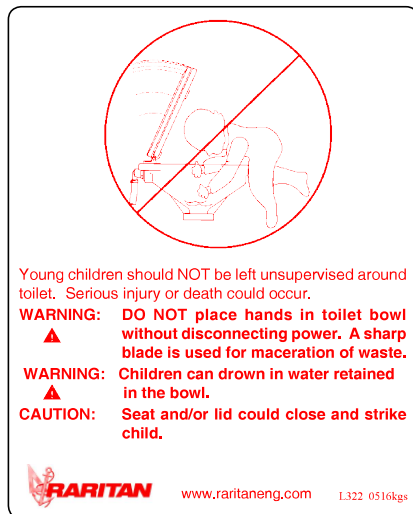 Young children should NOT be left unsupervised around
toilet. Serious injury or death could occur.
WARNING: DO NOT place hands in toilet bowl
without disconnecting power. A sharp
blade is used for maceration of waste.
WARNING: Children can drown in water retained
in the bowl.
CAUTION: Seat and/or lid could close and strike
child.
RARITAN www.raritaneng.com L322 0516kgs